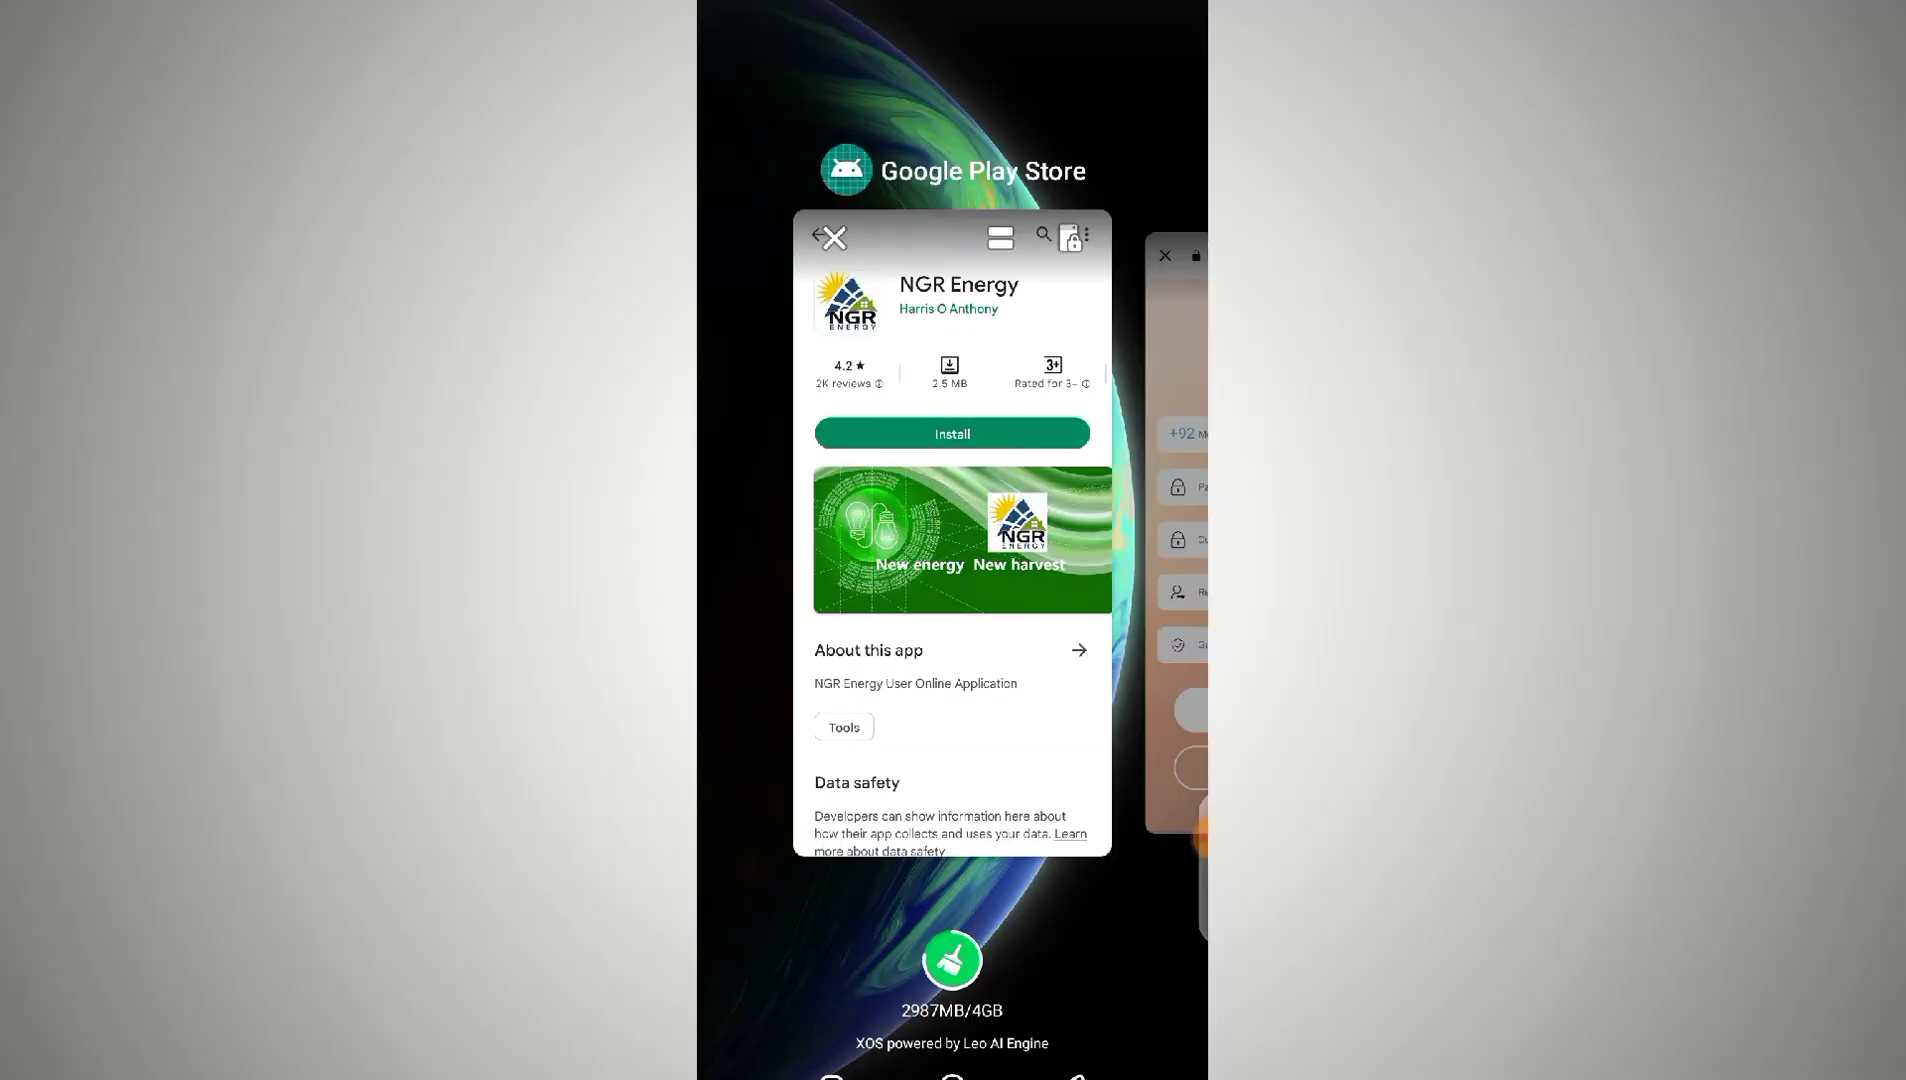 Google Play Store
NGR Energy
Harris O Anthony
NGR
ENERGY
4.2★
2K reviews
2.5 MB
3+
Rated for 3+
Install
NGR
ENERGY
New energy New harvest
About this app
NGR Energy User Online Application
Tools
Data safety
Developers can show information here about
how their app collects and uses your data. Learn
more about data safety
+92
2987MB/4GB
XOS powered by Leo AI Engine